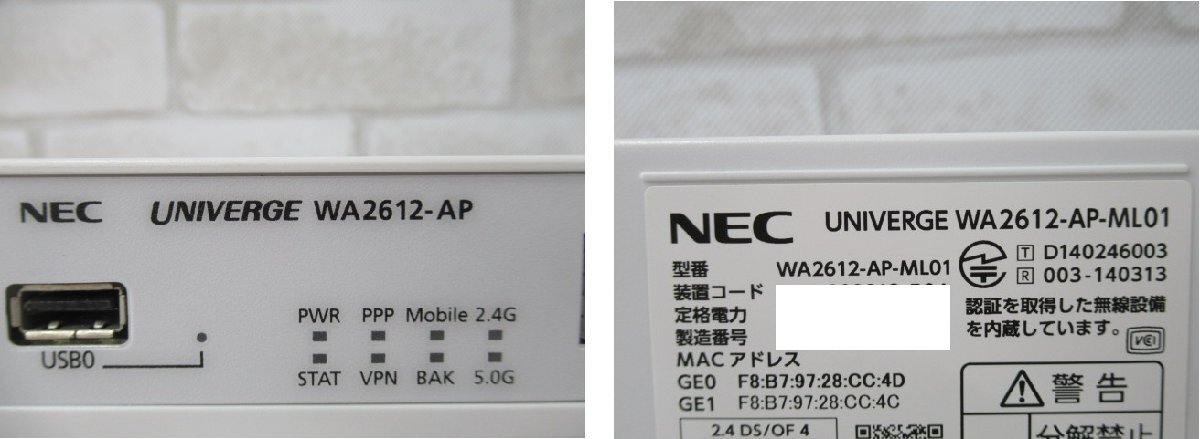 NEC UNIVERGE WA2612-AP
PWR PPP Mobile 2.4G
USB0
STAT VPN BAK 5.0G
NEC UNIVERGE WA2612-AP-ML01
型番 WA2612-AP-ML01
装置コード
定格電力
製造番号
MACアドレス
GE0 F8:B7:97:28:CC:4D
GE1 F8:B7:97:28:CC:4C
2.4 DS/OF 4
T D140246003
R 003-140313
認証を取得した無線設備
を内蔵しています。
VCI
警告
分解禁止